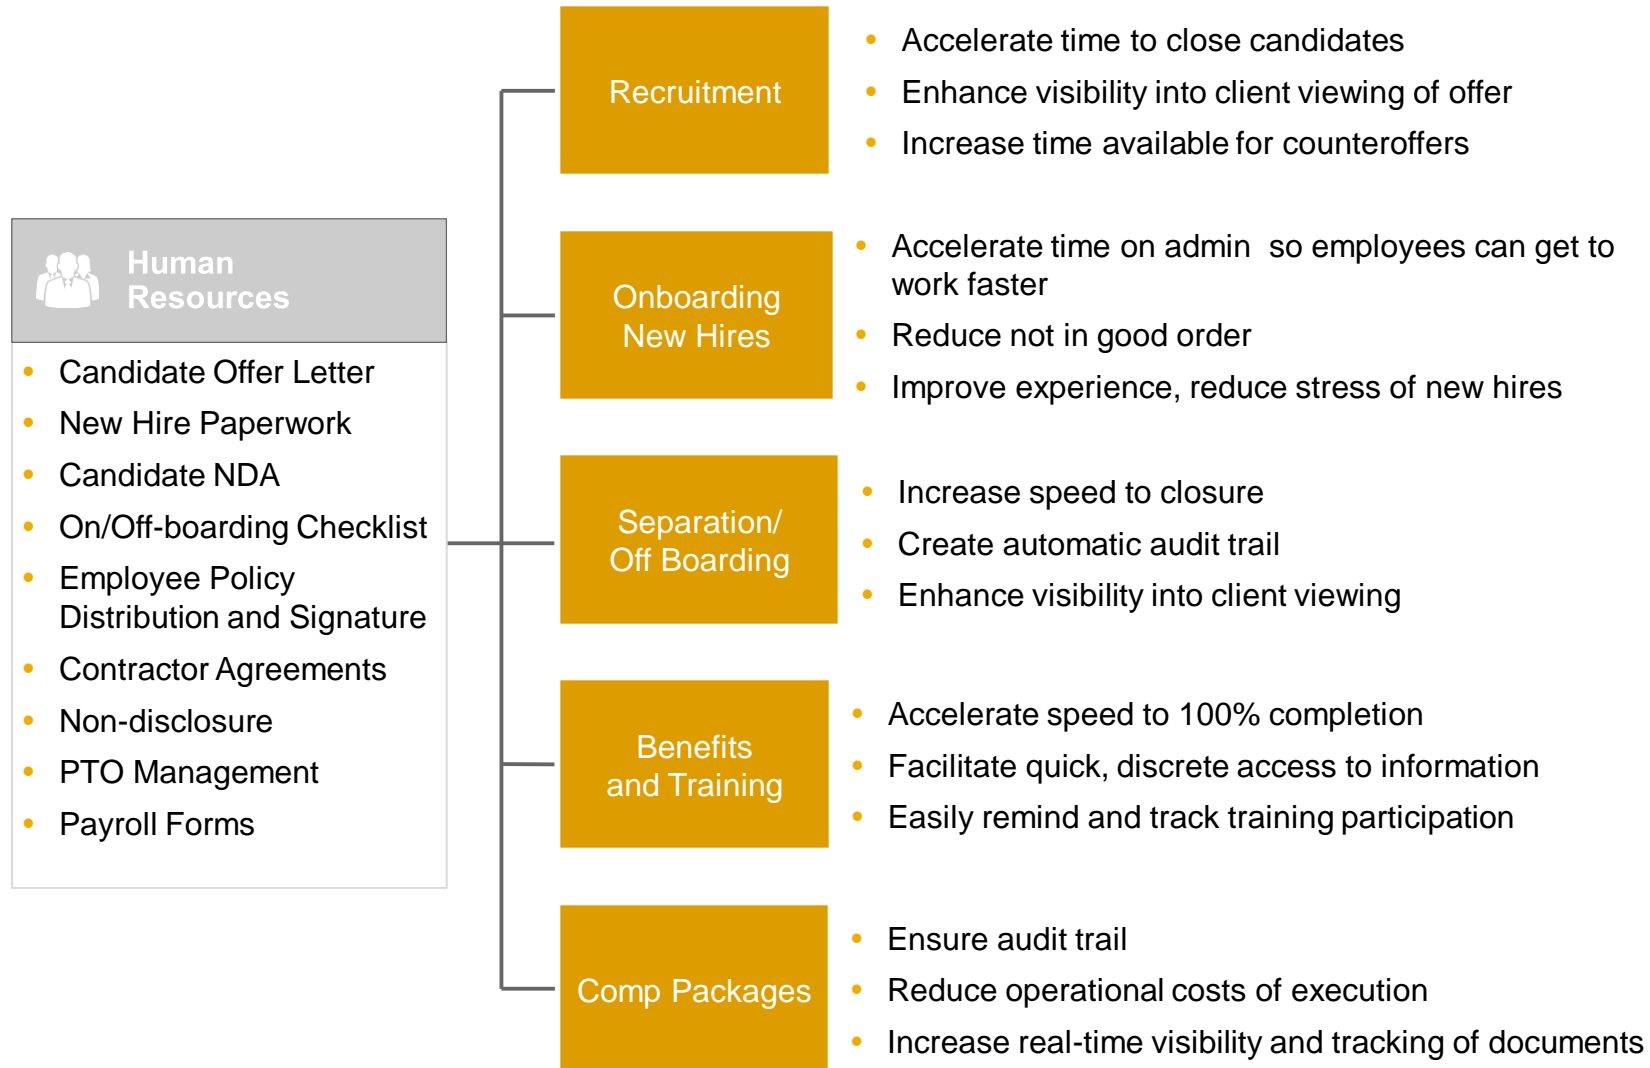 Human
Resources
• Candidate Offer Letter
• New Hire Paperwork
• Candidate NDA
• On/Off-boarding Checklist
• Employee Policy
Distribution and Signature
• Contractor Agreements
• Non-disclosure
• PTO Management
• Payroll Forms
Recruitment
• Accelerate time to close candidates
• Enhance visibility into client viewing of offer
• Increase time available for counteroffers
Onboarding
New Hires
• Accelerate time on admin  so employees can get to
work faster
• Reduce not in good order
• Improve experience, reduce stress of new hires
Separation/
Off Boarding
• Increase speed to closure
• Create automatic audit trail
• Enhance visibility into client viewing
Benefits
and Training
• Accelerate speed to 100% completion
• Facilitate quick, discrete access to information
• Easily remind and track training participation
Comp Packages
• Ensure audit trail
• Reduce operational costs of execution
• Increase real-time visibility and tracking of documents